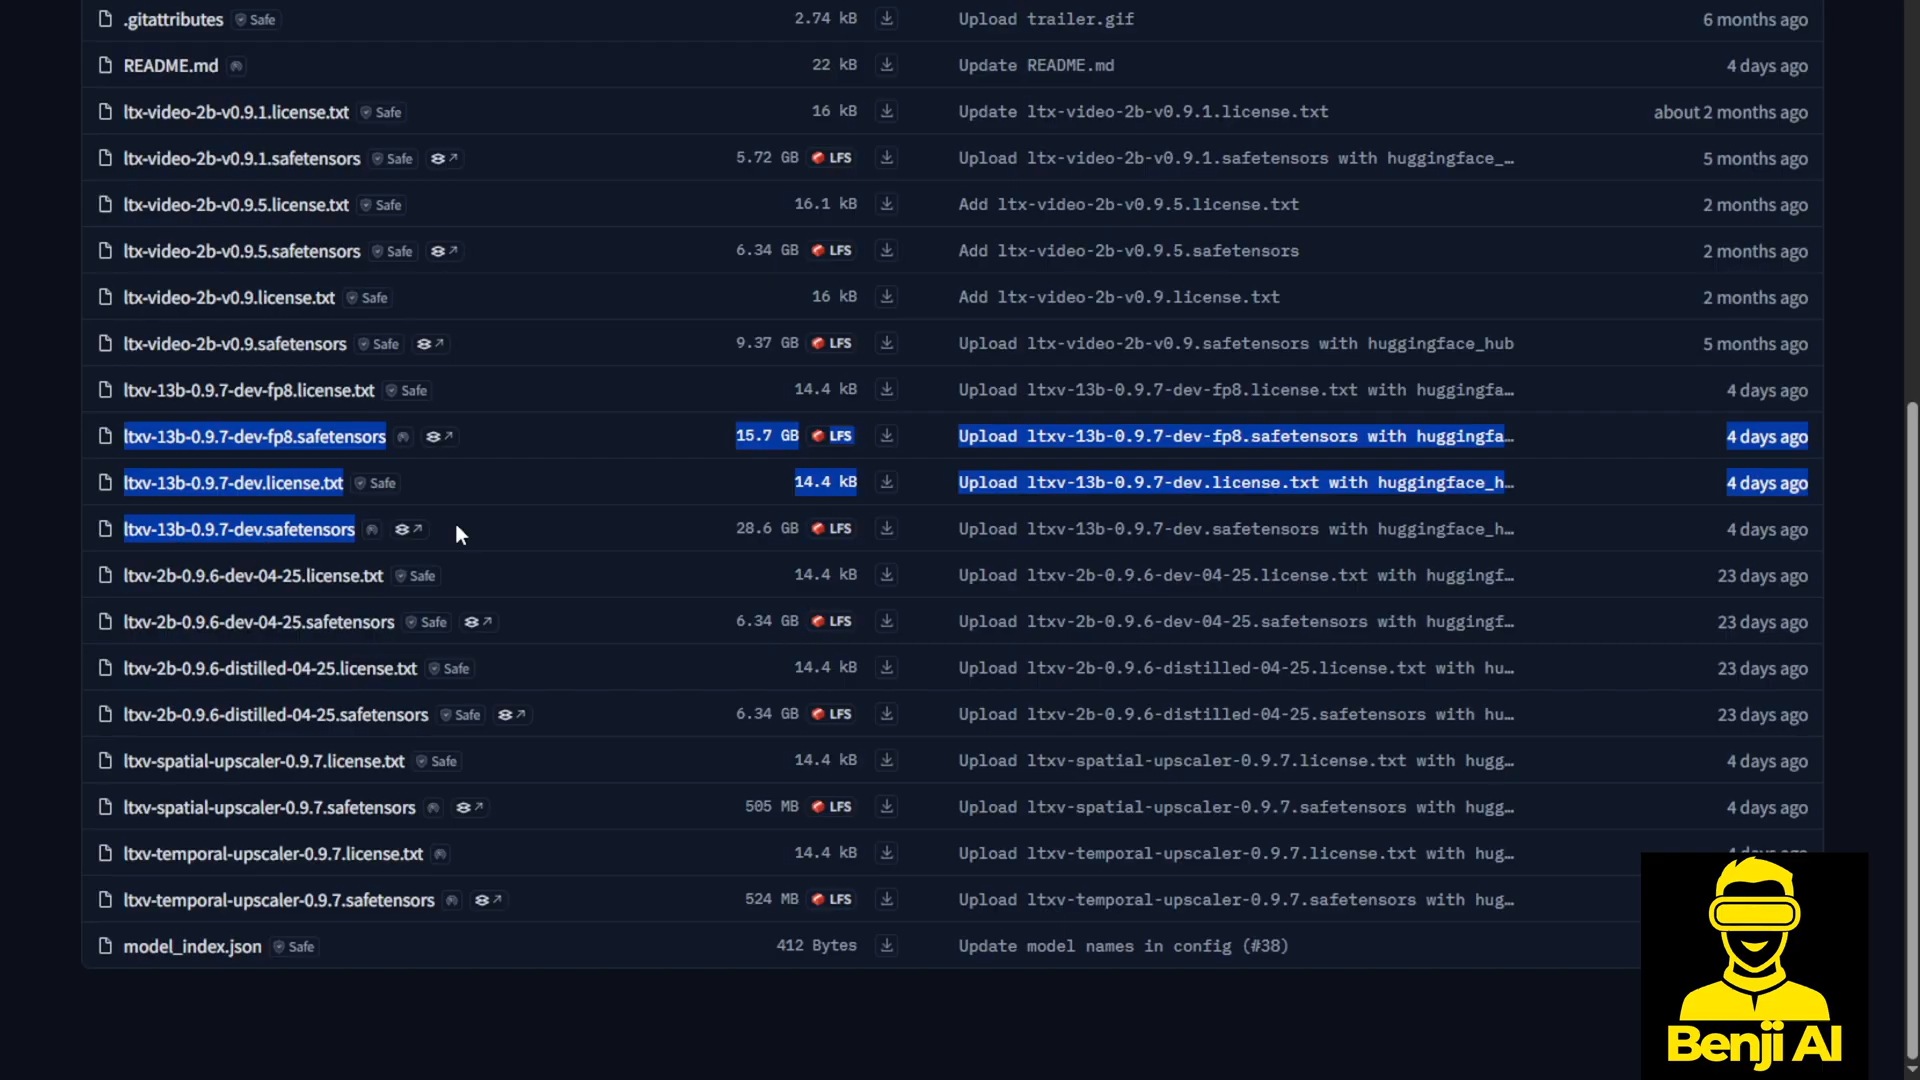 .gitattributes Safe 2.74 kB Upload trailer.gif 6 months ago
README.md 22 kB Update README.md 4 days ago
ltx-video-2b-v0.9.1.license.txt Safe 16 kB Update ltx-video-2b-v0.9.1.license.txt about 2 months ago
ltx-video-2b-v0.9.1.safetensors Safe 5.72 GB LFS Upload ltx-video-2b-v0.9.1.safetensors with huggingface_… 5 months ago
ltx-video-2b-v0.9.5.license.txt Safe 16.1 kB Add ltx-video-2b-v0.9.5.license.txt 2 months ago
ltx-video-2b-v0.9.5.safetensors Safe 6.34 GB LFS Add ltx-video-2b-v0.9.5.safetensors 2 months ago
ltx-video-2b-v0.9.license.txt Safe 16 kB Add ltx-video-2b-v0.9.license.txt 2 months ago
ltx-video-2b-v0.9.safetensors Safe 9.37 GB LFS Upload ltx-video-2b-v0.9.safetensors with huggingface_hub 5 months ago
ltxv-13b-0.9.7-dev-fp8.license.txt Safe 14.4 kB Upload ltxv-13b-0.9.7-dev-fp8.license.txt with huggingfa… 4 days ago
ltxv-13b-0.9.7-dev-fp8.safetensors 15.7 GB LFS Upload ltxv-13b-0.9.7-dev-fp8.safetensors with huggingfa… 4 days ago
ltxv-13b-0.9.7-dev.license.txt Safe 14.4 kB Upload ltxv-13b-0.9.7-dev.license.txt with huggingface_h… 4 days ago
ltxv-13b-0.9.7-dev.safetensors 28.6 GB LFS Upload ltxv-13b-0.9.7-dev.safetensors with huggingface_h… 4 days ago
ltxv-2b-0.9.6-dev-04-25.license.txt Safe 14.4 kB Upload ltxv-2b-0.9.6-dev-04-25.license.txt with huggingf… 23 days ago
ltxv-2b-0.9.6-dev-04-25.safetensors Safe 6.34 GB LFS Upload ltxv-2b-0.9.6-dev-04-25.safetensors with huggingf… 23 days ago
ltxv-2b-0.9.6-distilled-04-25.license.txt Safe 14.4 kB Upload ltxv-2b-0.9.6-distilled-04-25.license.txt with hu… 23 days ago
ltxv-2b-0.9.6-distilled-04-25.safetensors Safe 6.34 GB LFS Upload ltxv-2b-0.9.6-distilled-04-25.safetensors with hu… 23 days ago
ltxv-spatial-upscaler-0.9.7.license.txt Safe 14.4 kB Upload ltxv-spatial-upscaler-0.9.7.license.txt with hugg… 4 days ago
ltxv-spatial-upscaler-0.9.7.safetensors 505 MB LFS Upload ltxv-spatial-upscaler-0.9.7.safetensors with hugg… 4 days ago
ltxv-temporal-upscaler-0.9.7.license.txt 14.4 kB Upload ltxv-temporal-upscaler-0.9.7.license.txt with hug…
ltxv-temporal-upscaler-0.9.7.safetensors 524 MB LFS Upload ltxv-temporal-upscaler-0.9.7.safetensors with hug…
model_index.json Safe 412 Bytes Update model names in config (#38)
Benji AI